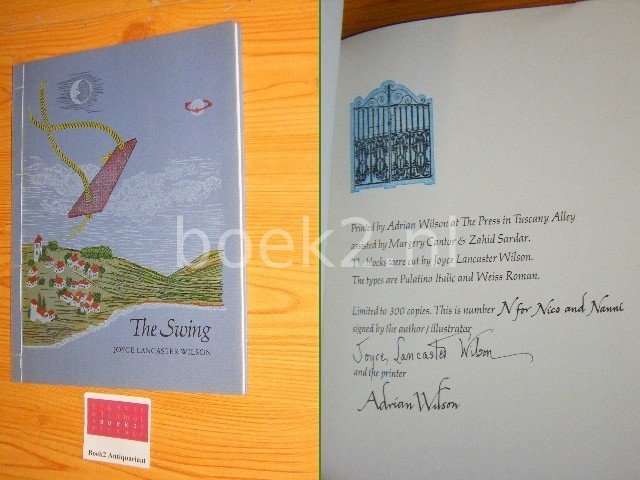 The Swing
JOYCE LANCASTER WILSON
boek2
Book2 Antiquariaat
boek2.nl
Printed by Adrian Wilson at The Press in Tuscany Alley
assisted by Margery Cantor & Zahid Sardar.
The blocks were cut by Joyce Lancaster Wilson.
The types are Palatino Italic and Weiss Roman.
Limited to 300 copies. This is number N for Nico and Nanni
signed by the author / illustrator
Joyce Lancaster Wilson
and the printer
Adrian Wilson